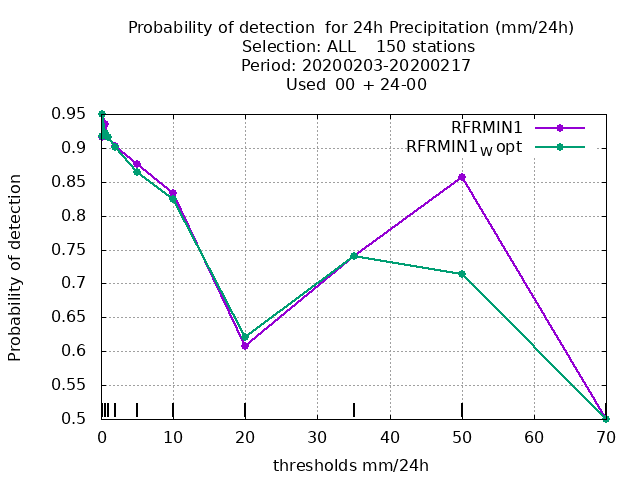 Probability of detection  for 24h Precipitation (mm/24h)
Selection: ALL    150 stations
Period: 20200203-20200217
Used  00 + 24-00
RFRMIN1
RFRMIN1W opt
Probability of detection
0.95
0.9
0.85
0.8
0.75
0.7
0.65
0.6
0.55
0.5
0 10 20 30 40 50 60 70
thresholds mm/24h